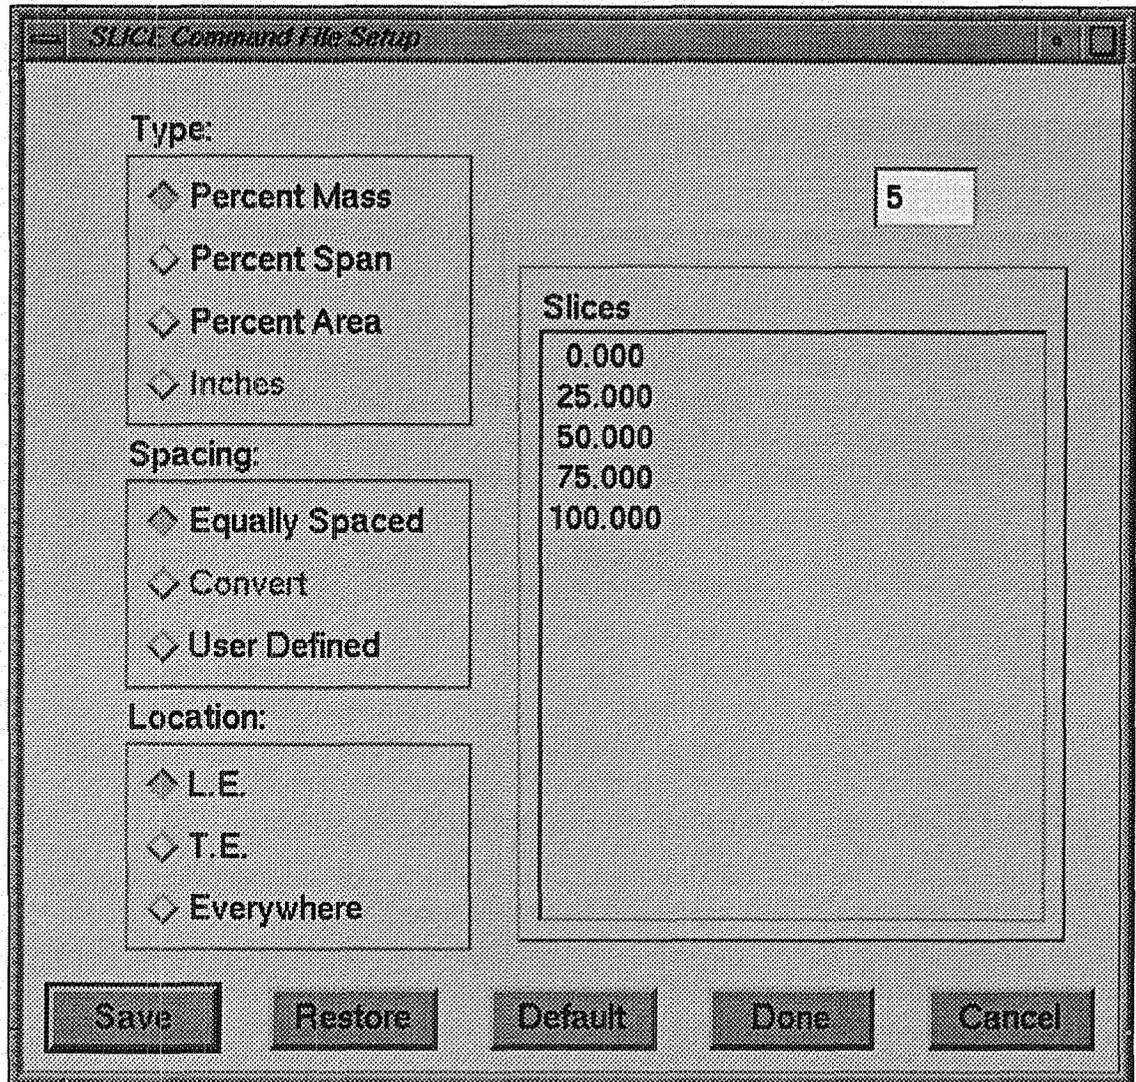 SLICE Command File Setup
Type:
Percent Mass
Percent Span
Percent Area
Inches
5
Slices
0.000
25.000
50.000
75.000
100.000
Spacing:
Equally Spaced
Convert
User Defined
Location:
L.E.
T.E.
Everywhere
Save
Restore
Default
Done
Cancel